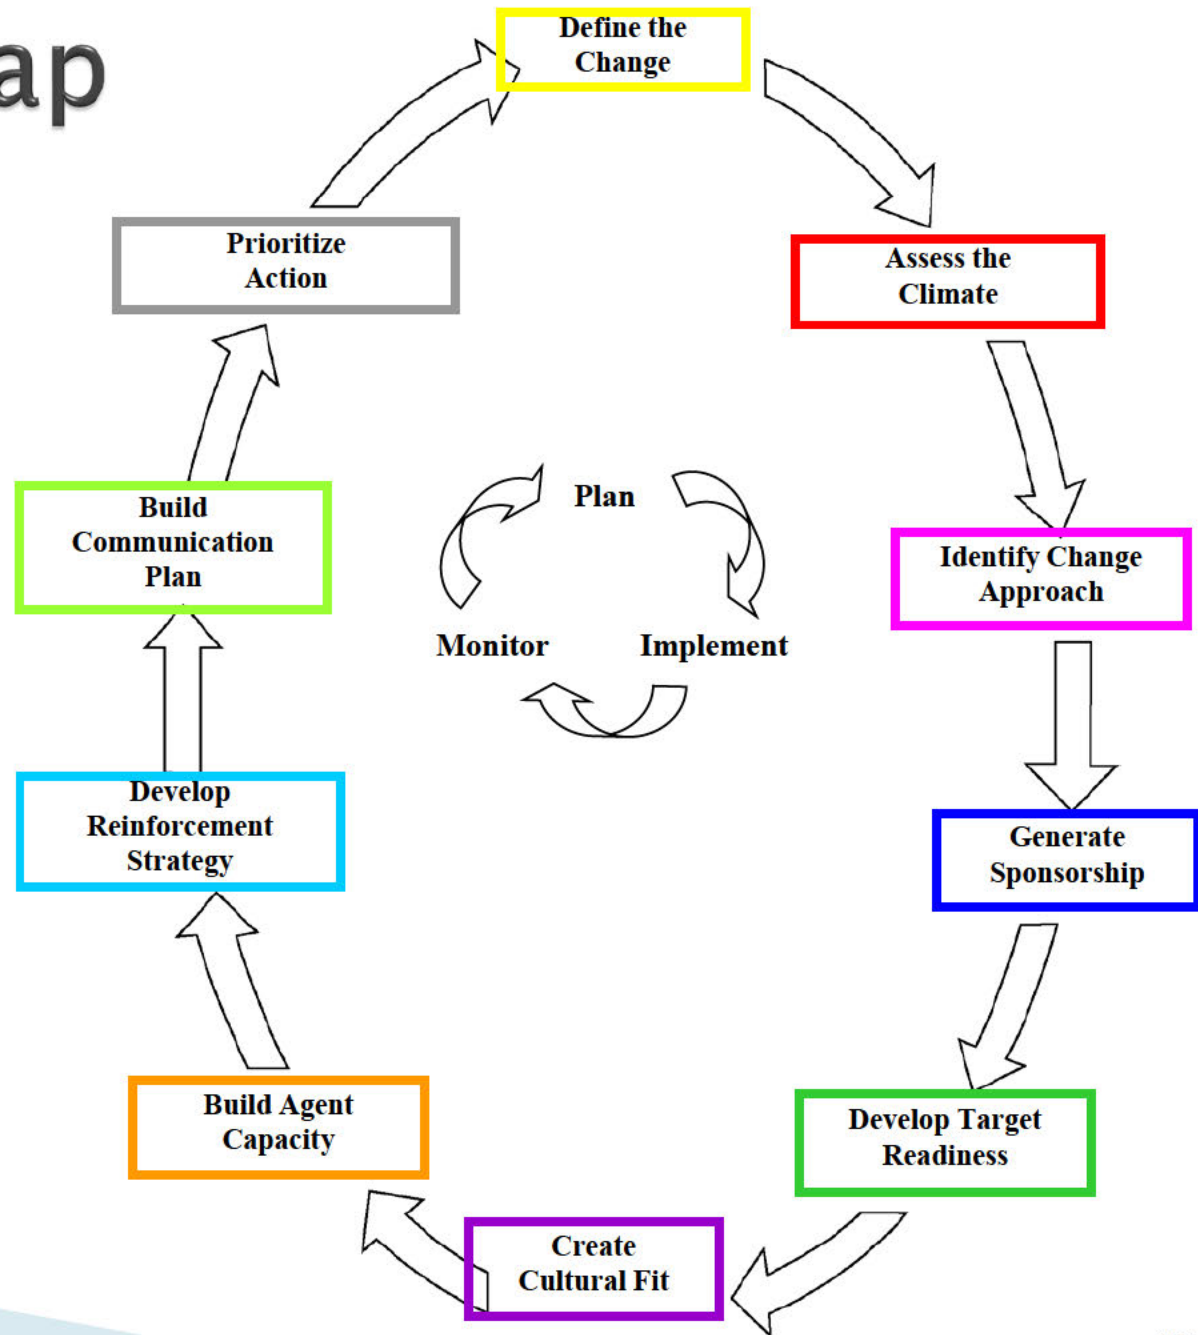 ap
Define the
Change
Assess the
Climate
Identify Change
Approach
Generate
Sponsorship
Develop Target
Readiness
Create
Cultural Fit
Build Agent
Capacity
Develop
Reinforcement
Strategy
Build
Communication
Plan
Prioritize
Action
Plan
Implement
Monitor